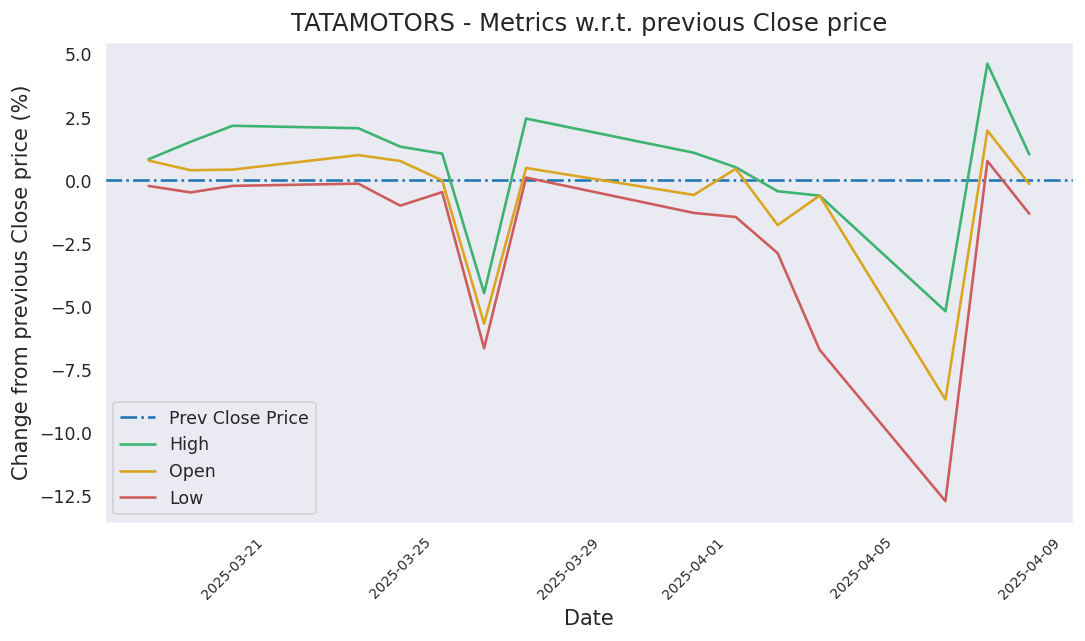 TATAMOTORS - Metrics w.r.t. previous Close price
Change from previous Close price (%)
5.0
2.5
0.0
−2.5
−5.0
−7.5
−10.0
−12.5
Prev Close Price
High
Open
Low
2025-03-21
2025-03-25
2025-03-29
2025-04-01
2025-04-05
2025-04-09
Date